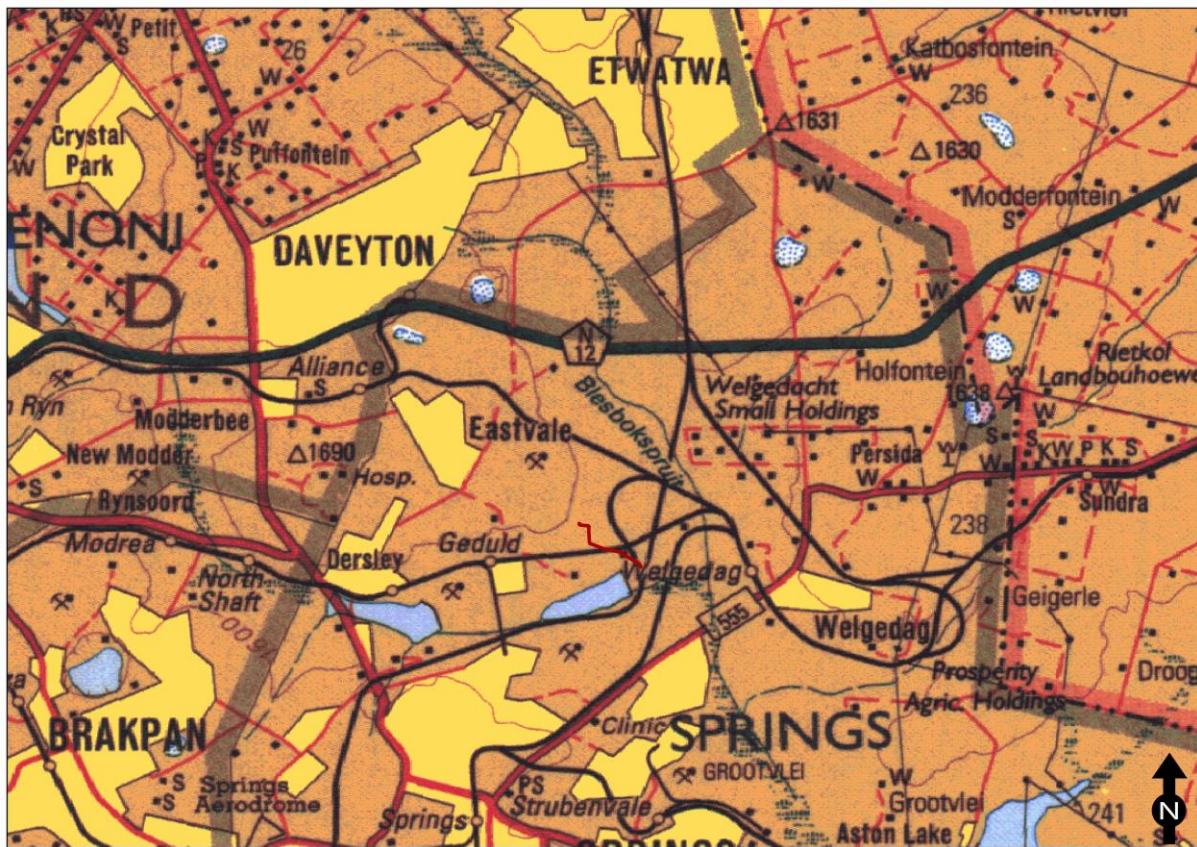 Petit
W
K
S
26
W
Crystal
Park
K
S
W
P
K
Puffontein
ETWATWA
Katbosfontein
W
236
1631
1630
W
Modderfontein
S
W
ENONI
D
K
DAVEYTON
W
W
N
12
Alliance
S
Modderbee
Eastvale
Blesbokspruit
Welgedacht
Small Holdings
Holfontein
Rietkol
Landbouhoewe
1638
W
New Modder
S
1690
Hosp.
Persida
W
W
S
S
K W P K S
W
W
Sundra
Rynsoord
Modrea
North
Shaft
Dersley
Geduld
Welgedag
238
Geigerle
1600
555
Welgedag
Prosperity
Agric. Holdings
Droog
BRAKPAN
Clinic
SPRINGS
S
S
Springs
Aerodrome
Springs
PS
Strubenvale
GROOTVLEI
W
Grootvlei
Aston Lake
241
S
N